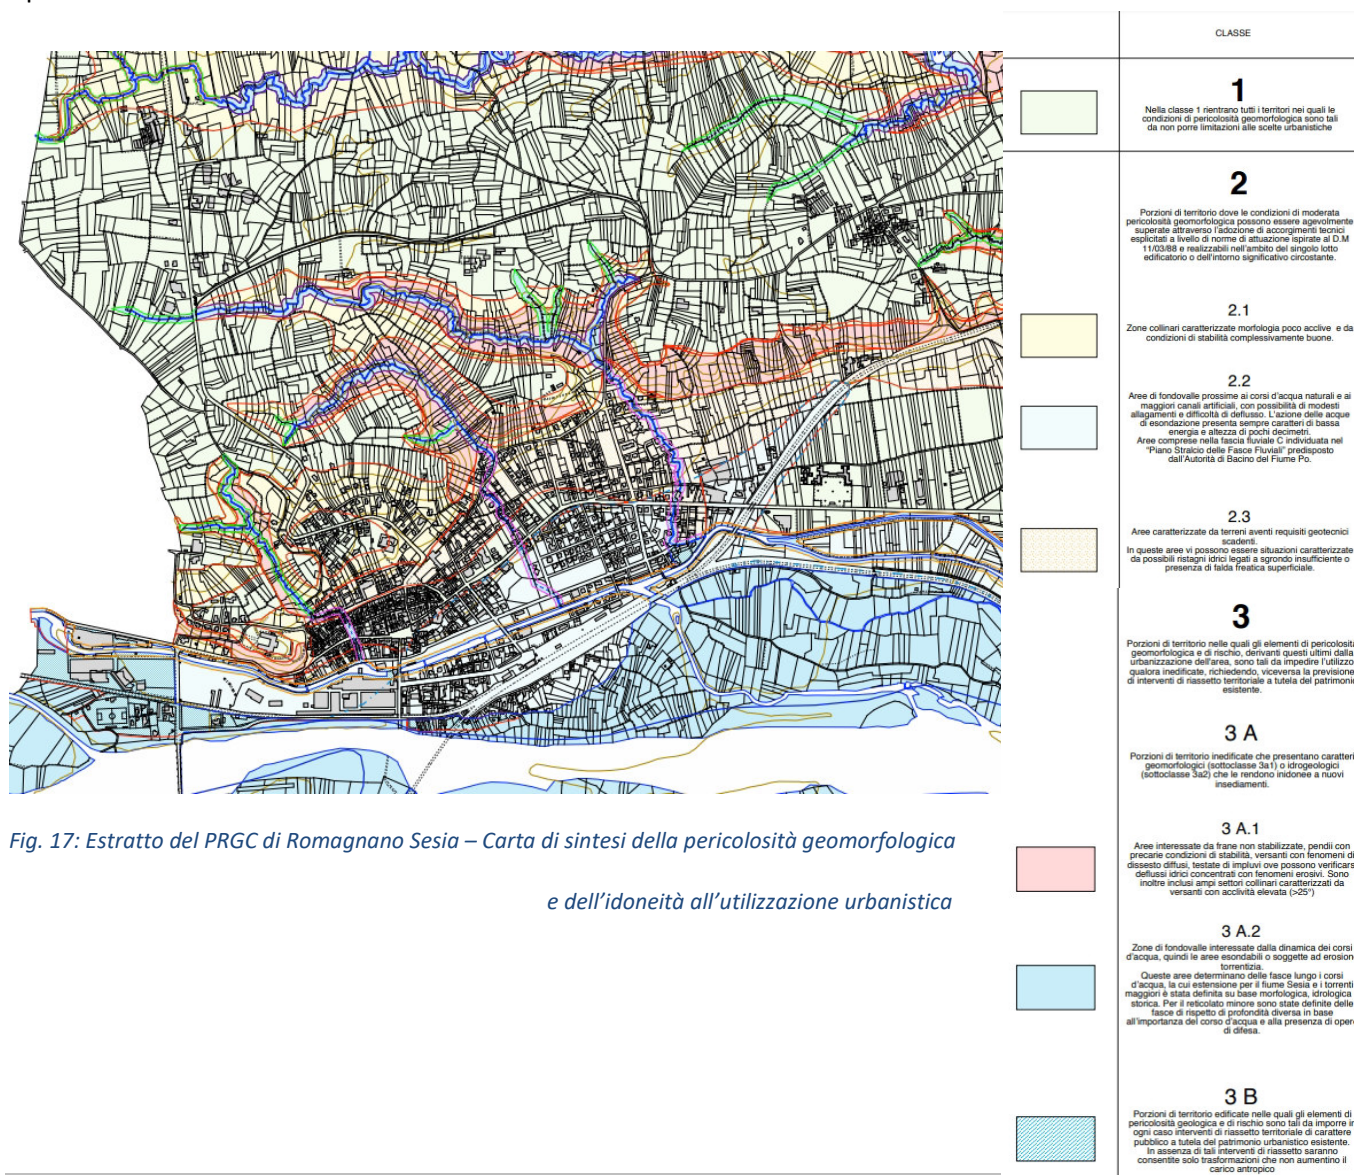 CLASSE
1
Nella classe 1 rientrano tutti i territori nei quali le
condizioni di pericolosità geomorfologica sono tali
da non porre limitazioni alle scelte urbanistiche
2
Porzioni di territorio dove le condizioni di moderata
pericolosità geomorfologica possono essere agevolmente
superate attraverso l'adozione di accorgimenti tecnici
esplicitati a livello di norme di attuazione ispirate al D.M
11/03/88 e realizzabili nell'ambito del singolo lotto
edificatorio o dell'intorno significativo circostante.
2.1
Zone collinari caratterizzate morfologia poco acclive e da
condizioni di stabilità complessivamente buone.
2.2
Aree di fondovalle prossime ai corsi d'acqua naturali e ai
maggiori canali artificiali, con possibilità di modesti
allagamenti e difficoltà di deflusso. L'azione delle acque
di esondazione presenta sempre caratteri di bassa
energia e altezza di pochi decimetri.
Aree comprese nella fascia fluviale C individuata nel
"Piano Stralcio delle Fasce Fluviali" predisposto
dall'Autorità di Bacino del Fiume Po.
2.3
Aree caratterizzate da terreni aventi requisiti geotecnici
scadenti.
In queste aree vi possono essere situazioni caratterizzate
da possibili ristagni idrici legati a sgrondo insufficiente o
presenza di falda freatica superficiale.
3
Porzioni di territorio nelle quali gli elementi di pericolosità
geomorfologica e di rischio, derivanti questi ultimi dalla
urbanizzazione dell'area, sono tali da impedire l'utilizzo
qualora inedificate, richiedendo, viceversa la previsione
di interventi di riassetto territoriale a tutela del patrimonio
esistente.
3 A
Porzioni di territorio inedificate che presentano caratteri
geomorfologici (sottoclasse 3a1) o idrogeologici
(sottoclasse 3a2) che le rendono inidonee a nuovi
insediamenti.
3 A.1
Aree interessate da frane non stabilizzate, pendii con
precarie condizioni di stabilità, versanti con fenomeni di
dissesto diffusi, testate di impluvi ove possono verificars
deflussi idrici concentrati con fenomeni erosivi. Sono
inoltre inclusi ampi settori collinari caratterizzati da
versanti con acclività elevata (>25°)
3 A.2
Zone di fondovalle interessate dalla dinamica dei corsi
d'acqua, quindi le aree esondabili o soggette ad erosion
torrentizia.
Queste aree determinano delle fasce lungo i corsi
d'acqua, la cui estensione per il fiume Sesia e i torrenti
maggiori è stata definita su base morfologica, idrologica
storica. Per il reticolato minore sono state definite delle
fasce di rispetto di profondità diversa in base
all'importanza del corso d'acqua e alla presenza di oper
di difesa.
3 B
Porzioni di territorio edificate nelle quali gli elementi di
pericolosità geologica e di rischio sono tali da imporre in
ogni caso interventi di riassetto territoriale di carattere
pubblico a tutela del patrimonio urbanistico esistente.
In assenza di tali interventi di riassetto saranno
consentite solo trasformazioni che non aumentino il
carico antropico
Fig. 17: Estratto del PRGC di Romagnano Sesia – Carta di sintesi della pericolosità geomorfologica
e dell'idoneità all'utilizzazione urbanistica